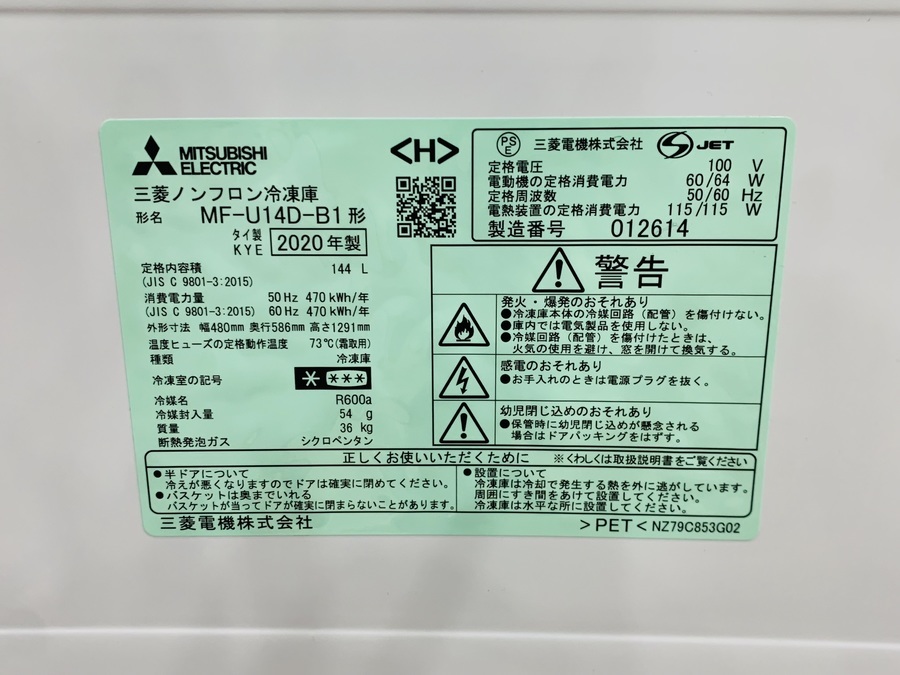 MITSUBISHI
ELECTRIC
<H>
三菱ノンフロン冷凍庫
形名 MF-U14D-B1形
タイ製
KYE 2020年製
定格内容積 144 L
(JIS C 9801-3:2015)
消費電力量 50Hz 470kWh/年
(JIS C 9801-3:2015) 60Hz 470kWh/年
外形寸法 幅480mm 奥行586mm 高さ1291mm
温度ヒューズの定格動作温度 73℃(霜取用)
種類 冷凍庫
冷凍室の記号
冷媒名 R600a
冷媒封入量 54 g
質量 36 kg
断熱発泡ガス シクロペンタン
PSE 三菱電機株式会社 S JET
定格電圧 100 V
電動機の定格消費電力 60/64 W
定格周波数 50/60 Hz
電熱装置の定格消費電力 115/115 W
製造番号 012614
警告
発火・爆発のおそれあり
●冷凍庫本体の冷媒回路(配管)を傷付けない。
●庫内では電気製品を使用しない。
●冷媒回路(配管)を傷付けたときは、
火気の使用を避け、窓を開けて換気する。
感電のおそれあり
●お手入れのときは電源プラグを抜く。
幼児閉じ込めのおそれあり
●保管時に幼児閉じ込めが懸念される
場合はドアパッキングをはずす。
正しくお使いいただくために ※くわしくは取扱説明書をご覧ください
●半ドアについて
冷えが悪くなりますのでドアは確実に閉めてください。
●バスケットは奥までいれる
バスケットが当ってドアが確実に閉まらないことがあります。
●設置について
冷凍庫は冷却で発生する熱を外に逃がしています。
周囲にすき間をあけて設置してください。
冷凍庫は水平な所に設置してください。
三菱電機株式会社
>PET< NZ79C853G02